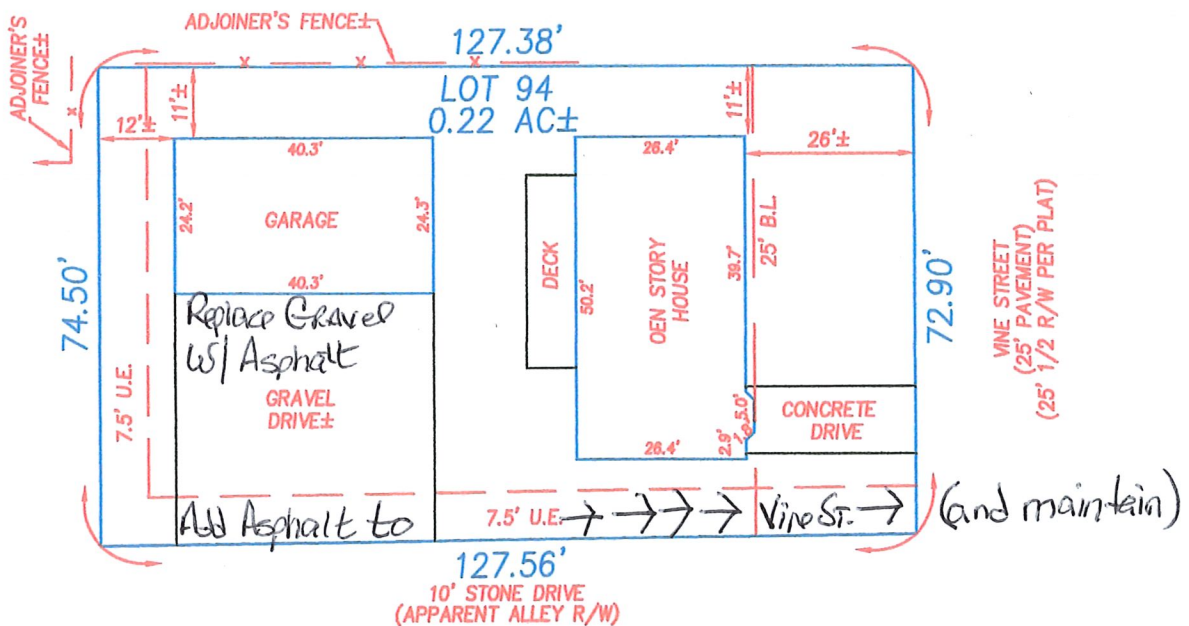 ADJOINER'S FENCE±
ADJOINER'S
FENCE±
127.38'
LOT 94
0.22 AC±
11'±
12'±
11'±
40.3'
26.4'
26'±
24.2'
GARAGE
24.3'
DECK
50.2'
OEN STORY
HOUSE
39.7'
25' B.L.
40.3'
74.50'
72.90'
VINE STREET
(25' PAVEMENT)
(25' 1/2 R/W PER PLAT)
Replace Gravel
W/ Asphalt
7.5' U.E.
GRAVEL
DRIVE±
CONCRETE
DRIVE
5.0'
1.8'
2.9'
26.4'
Add Asphalt to 7.5' U.E. → → → → Vine St. → (and maintain)
127.56'
10' STONE DRIVE
(APPARENT ALLEY R/W)